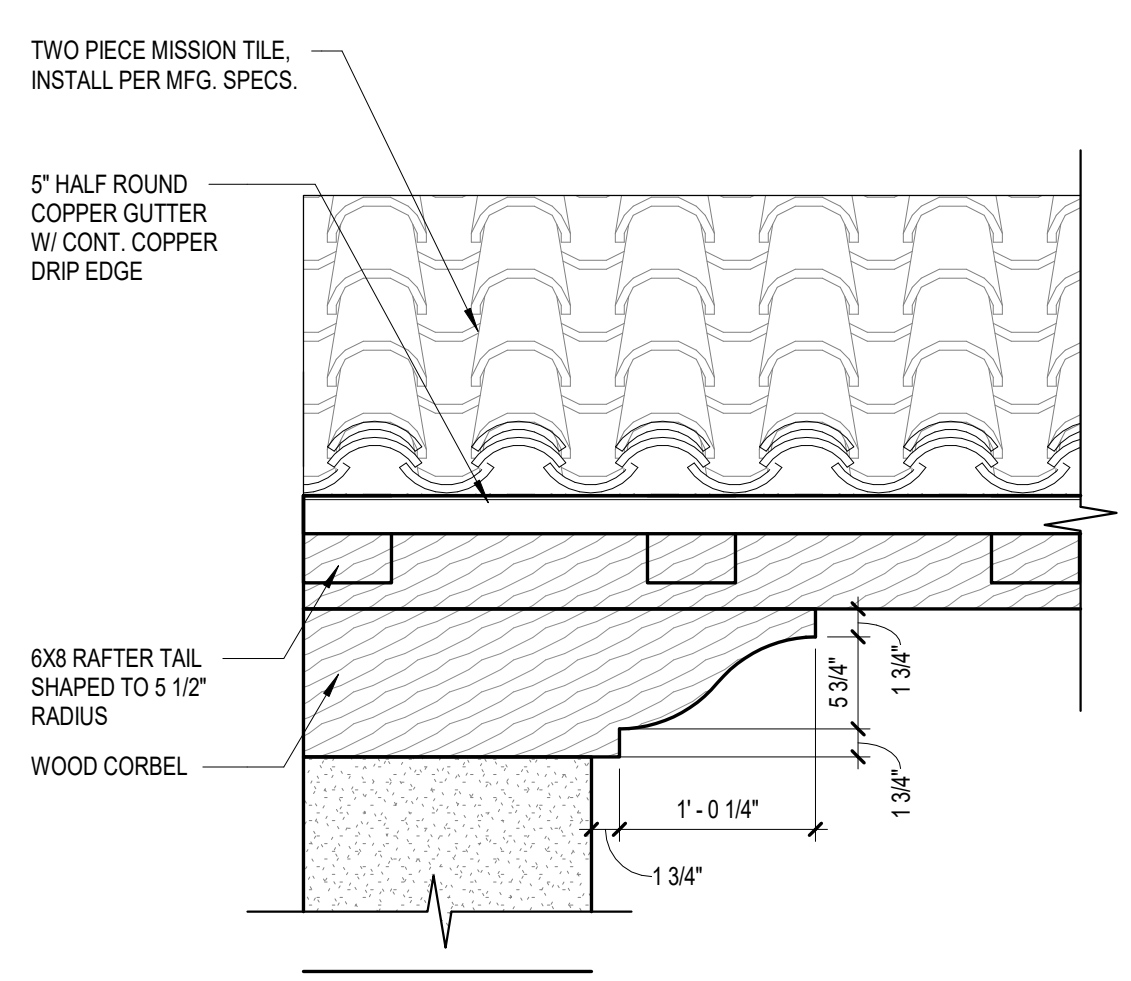 TWO PIECE MISSION TILE,
INSTALL PER MFG. SPECS.
5" HALF ROUND
COPPER GUTTER
W/ CONT. COPPER
DRIP EDGE
6X8 RAFTER TAIL
SHAPED TO 5 1/2"
RADIUS
WOOD CORBEL
1 3/4"
5 3/4"
1 3/4"
1' - 0 1/4"
1 3/4"